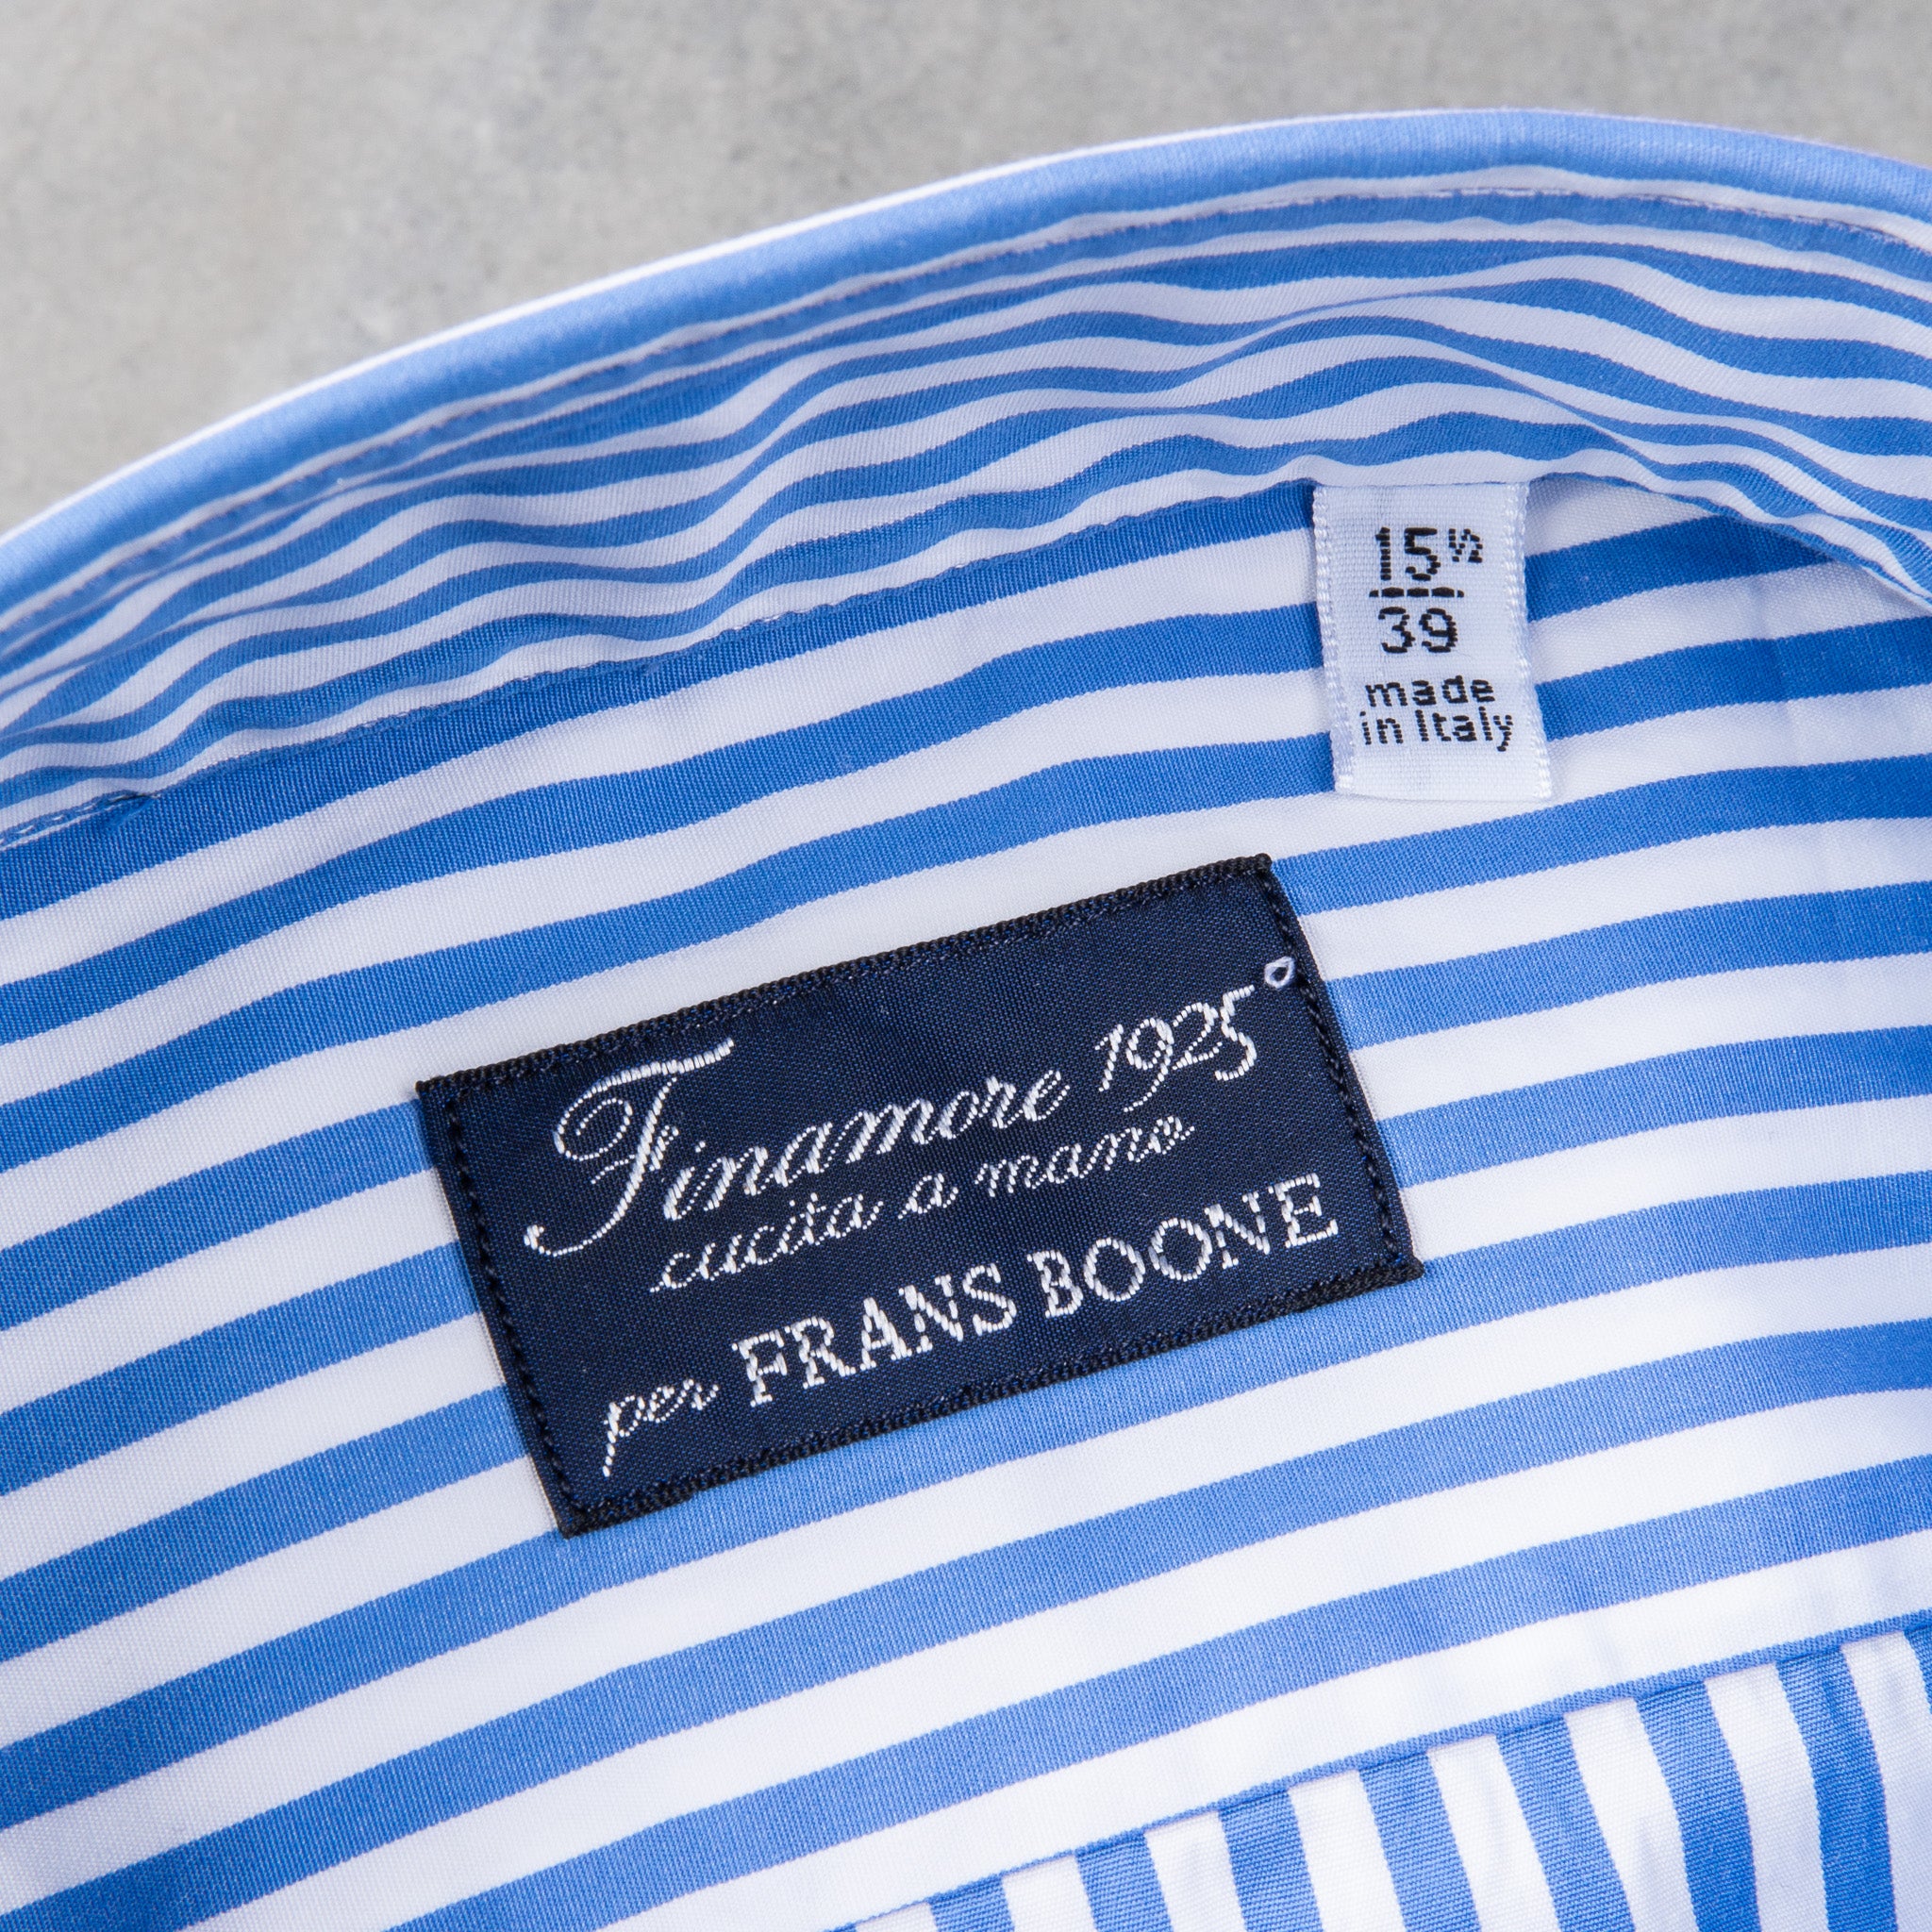 15½
39
made
in Italy
Finamore 1925°
cucita a mano
per FRANS BOONE